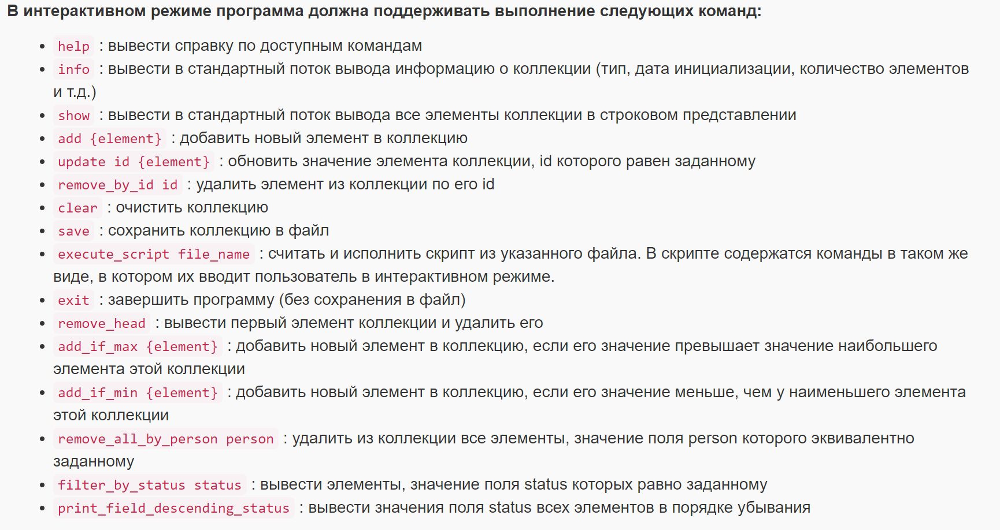 В интерактивном режиме программа должна поддерживать выполнение следующих команд:
help : вывести справку по доступным командам
info : вывести в стандартный поток вывода информацию о коллекции (тип, дата инициализации, количество элементов
и т.д.)
show : вывести в стандартный поток вывода все элементы коллекции в строковом представлении
add {element} : добавить новый элемент в коллекцию
update id {element} : обновить значение элемента коллекции, id которого равен заданному
remove_by_id id : удалить элемент из коллекции по его id
clear : очистить коллекцию
save : сохранить коллекцию в файл
execute_script file_name : считать и исполнить скрипт из указанного файла. В скрипте содержатся команды в таком же
виде, в котором их вводит пользователь в интерактивном режиме.
exit : завершить программу (без сохранения в файл)
remove_head : вывести первый элемент коллекции и удалить его
add_if_max {element} : добавить новый элемент в коллекцию, если его значение превышает значение наибольшего
элемента этой коллекции
add_if_min {element} : добавить новый элемент в коллекцию, если его значение меньше, чем у наименьшего элемента
этой коллекции
remove_all_by_person person : удалить из коллекции все элементы, значение поля person которого эквивалентно
заданному
filter_by_status status : вывести элементы, значение поля status которых равно заданному
print_field_descending_status : вывести значения поля status всех элементов в порядке убывания